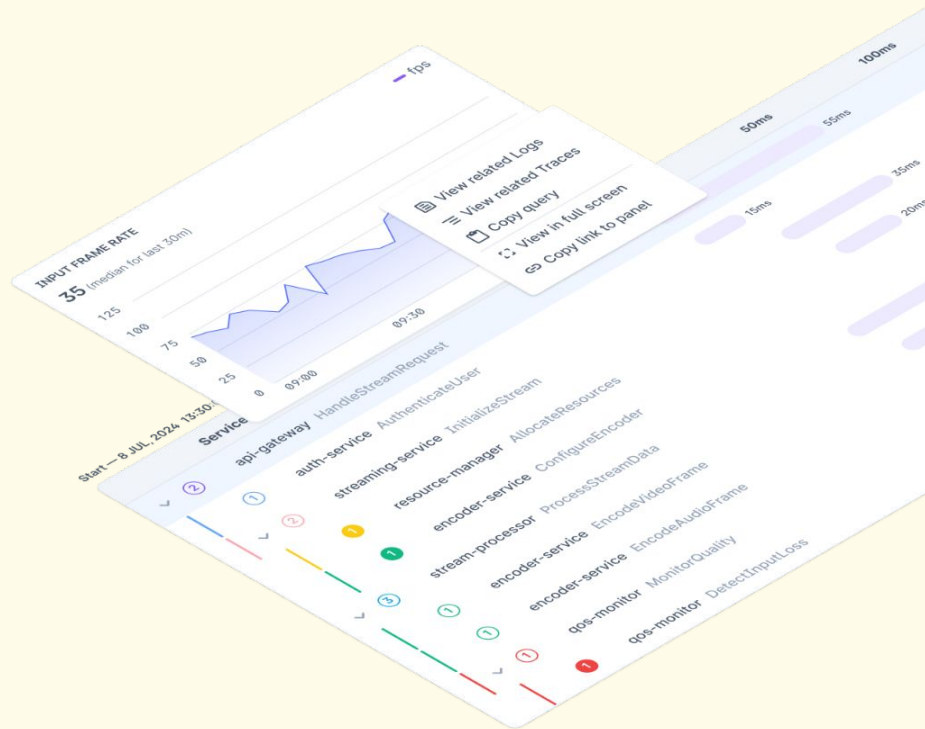 fps
INPUT FRAME RATE
35 (median for last 30m)
125
100
75
50
25
0
09:00
09:30
View related Logs
View related Traces
Copy query
View in full screen
Copy link to panel
Start — 8 JUL, 2024 13:30:
Service
50ms
100ms
2 api-gateway HandleStreamRequest
55ms
1 auth-service AuthenticateUser
15ms
2 streaming-service InitializeStream
35ms
1 resource-manager AllocateResources
20ms
1 encoder-service ConfigureEncoder
3 stream-processor ProcessStreamData
1 encoder-service EncodeVideoFrame
1 encoder-service EncodeAudioFrame
1 qos-monitor MonitorQuality
1 qos-monitor DetectInputLoss